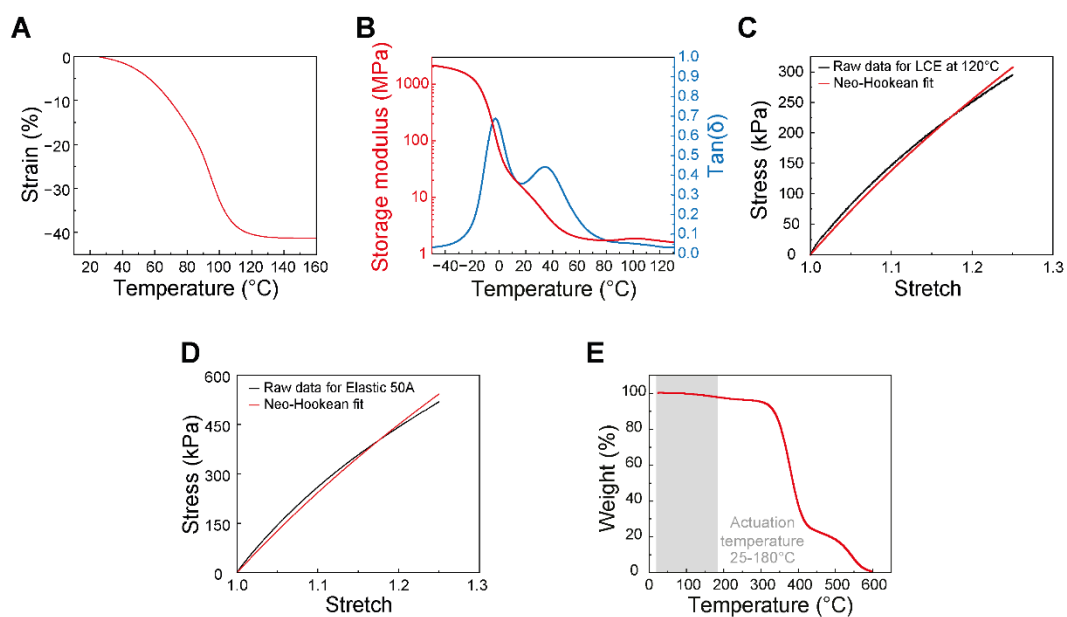 A
0
−10
−20
−30
−40
Strain (%)
20 40 60 80 100 120 140 160
Temperature (°C)
B
1000
100
10
1
Storage modulus (MPa)
1.0
0.9
0.8
0.7
0.6
0.5
0.4
0.3
0.2
0.1
0.0
Tan(δ)
−40 −20 0 20 40 60 80 100 120
Temperature (°C)
C
Raw data for LCE at 120°C
Neo-Hookean fit
300
250
200
150
100
50
0
Stress (kPa)
1.0 1.1 1.2 1.3
Stretch
D
Raw data for Elastic 50A
Neo-Hookean fit
600
450
300
150
0
Stress (kPa)
1.0 1.1 1.2 1.3
Stretch
E
100
80
60
40
20
0
Weight (%)
Actuation
temperature
25-180°C
0 100 200 300 400 500 600
Temperature (°C)